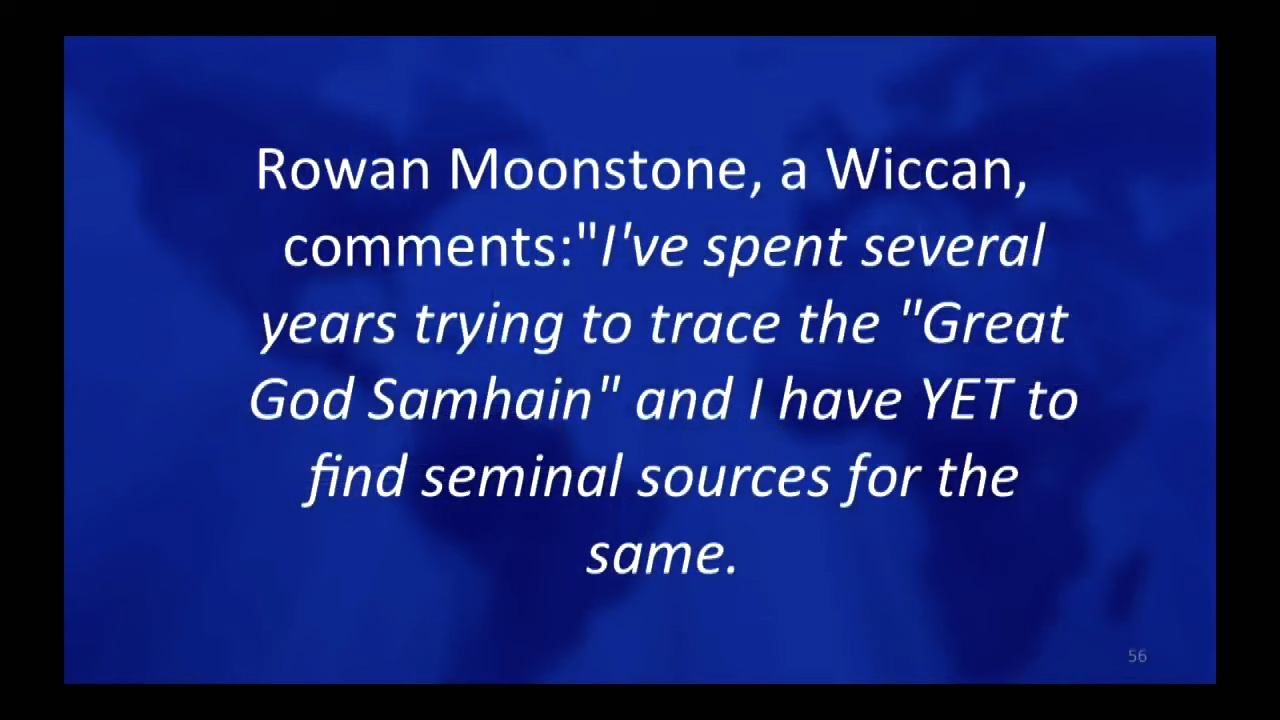 Rowan Moonstone, a Wiccan,
comments:"I've spent several
years trying to trace the "Great
God Samhain" and I have YET to
find seminal sources for the
same.
56